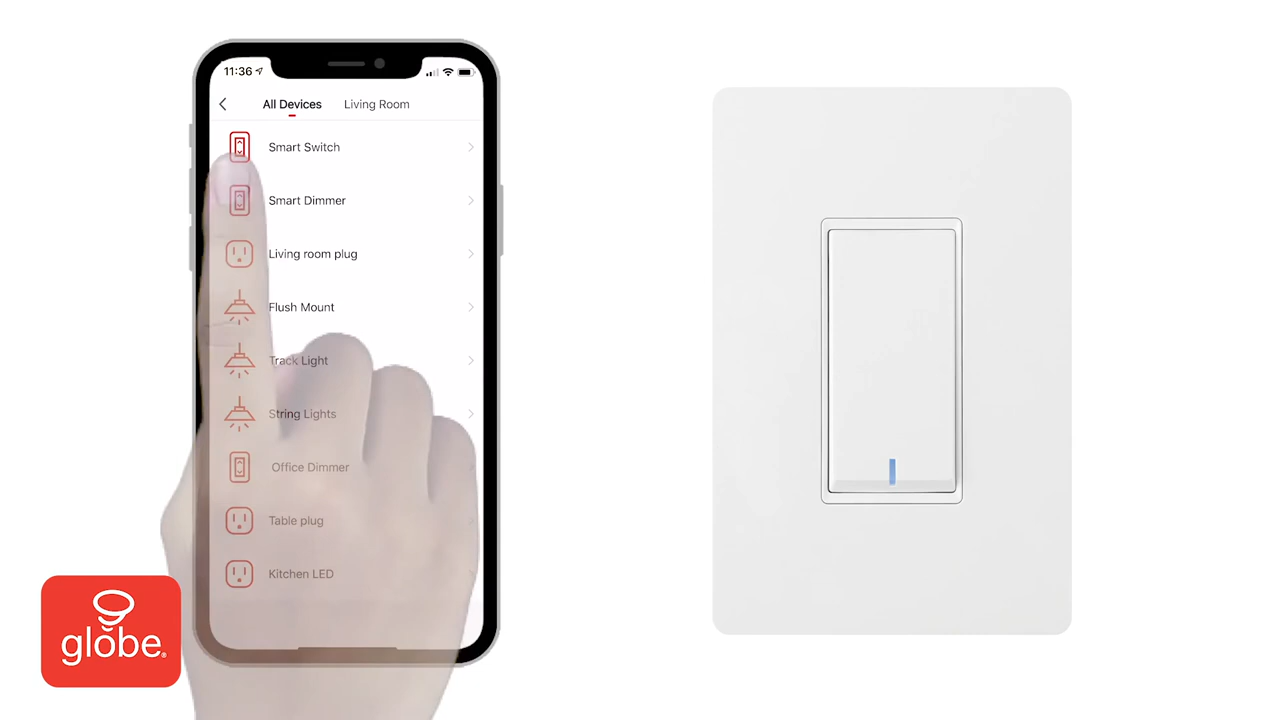 11:36
All Devices Living Room
Smart Switch
Smart Dimmer
Living room plug
Flush Mount
Track Light
String Lights
Office Dimmer
Table plug
Kitchen LED
globe®